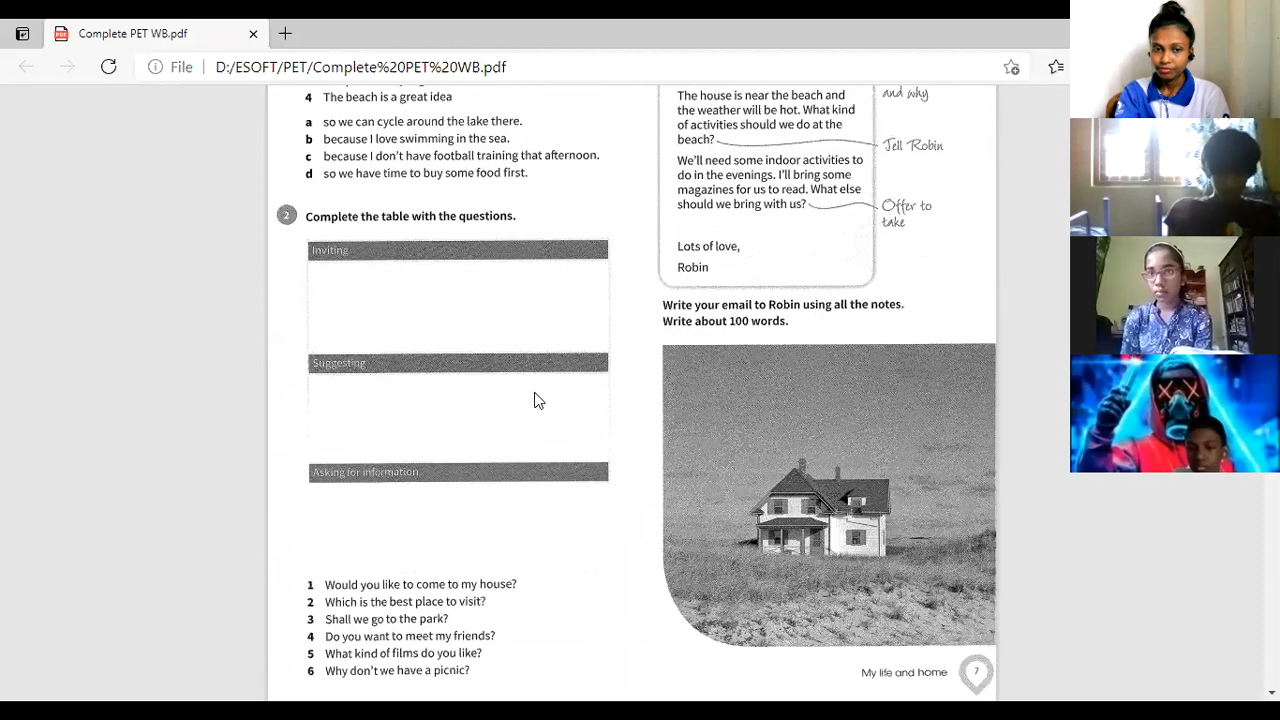 Complete PET WB.pdf
File
D:/ESOFT/PET/Complete%20PET%20WB.pdf
4 The beach is a great idea
a so we can cycle around the lake there.
b because I love swimming in the sea.
c because I don't have football training that afternoon.
d so we have time to buy some food first.
2 Complete the table with the questions.
Inviting
Suggesting
Asking for information
1 Would you like to come to my house?
2 Which is the best place to visit?
3 Shall we go to the park?
4 Do you want to meet my friends?
5 What kind of films do you like?
6 Why don't we have a picnic?
The house is near the beach and
the weather will be hot. What kind
of activities should we do at the
beach?
We'll need some indoor activities to
do in the evenings. I'll bring some
magazines for us to read. What else
should we bring with us?
Lots of love,
Robin
and why
Tell Robin
Offer to
take
Write your email to Robin using all the notes.
Write about 100 words.
My life and home
7